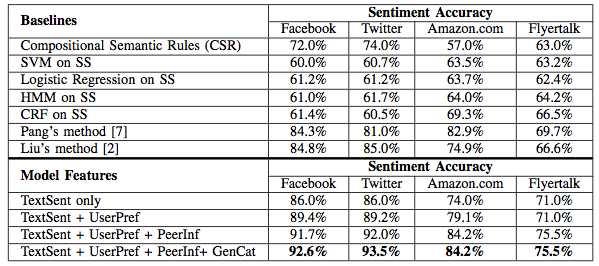 Baselines Sentiment Accuracy
Facebook Twitter Amazon.com Flyertalk
Compositional Semantic Rules (CSR) 72.0% 74.0% 57.0% 63.0%
SVM on SS 60.0% 60.7% 63.5% 63.2%
Logistic Regression on SS 61.2% 61.2% 63.7% 62.4%
HMM on SS 61.0% 61.7% 64.0% 64.2%
CRF on SS 61.4% 60.5% 69.3% 66.5%
Pang's method [7] 84.3% 81.0% 82.9% 69.7%
Liu's method [2] 84.8% 85.0% 74.9% 66.6%
Model Features Sentiment Accuracy
Facebook Twitter Amazon.com Flyertalk
TextSent only 86.0% 86.0% 74.0% 71.0%
TextSent + UserPref 89.4% 89.2% 79.1% 71.0%
TextSent + UserPref + PeerInf 91.7% 92.0% 84.2% 75.5%
TextSent + UserPref + PeerInf+ GenCat 92.6% 93.5% 84.2% 75.5%